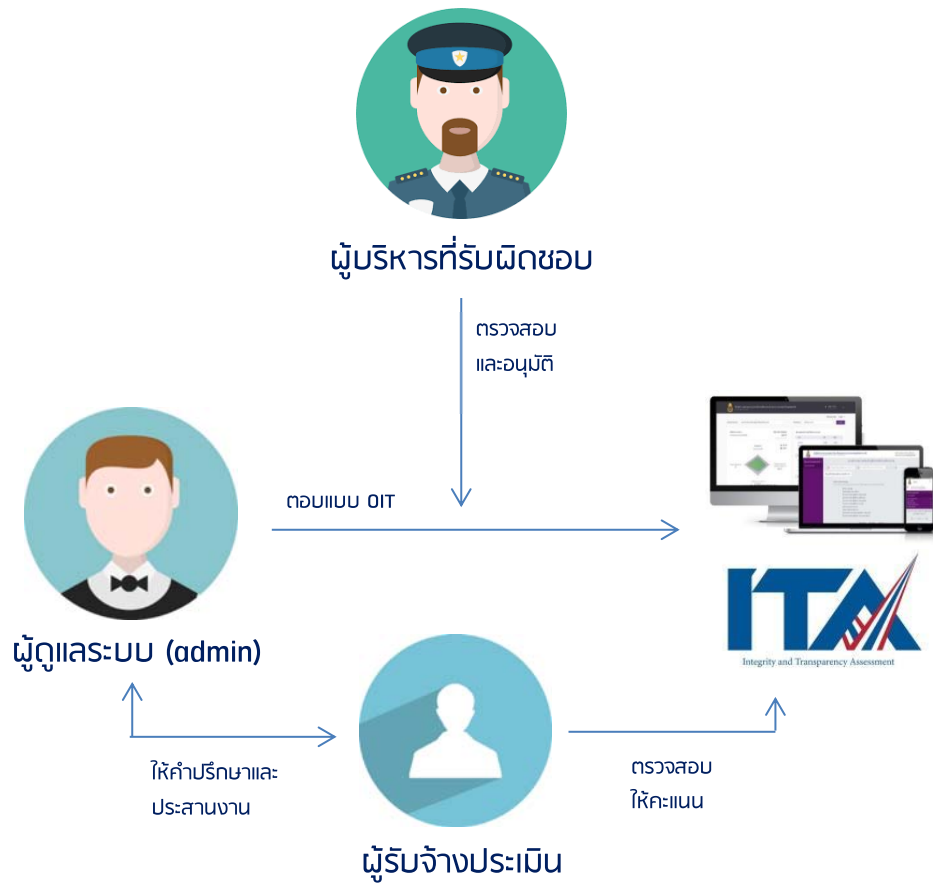 ผู้บริหารที่รับผิดชอบ
ตรวจสอบ
และอนุมัติ
ตอบแบบ OIT
ผู้ดูแลระบบ (admin)
ITA
Integrity and Transparency Assessment
ให้คำปรึกษาและ
ประสานงาน
ตรวจสอบ
ให้คะแนน
ผู้รับจ้างประเมิน